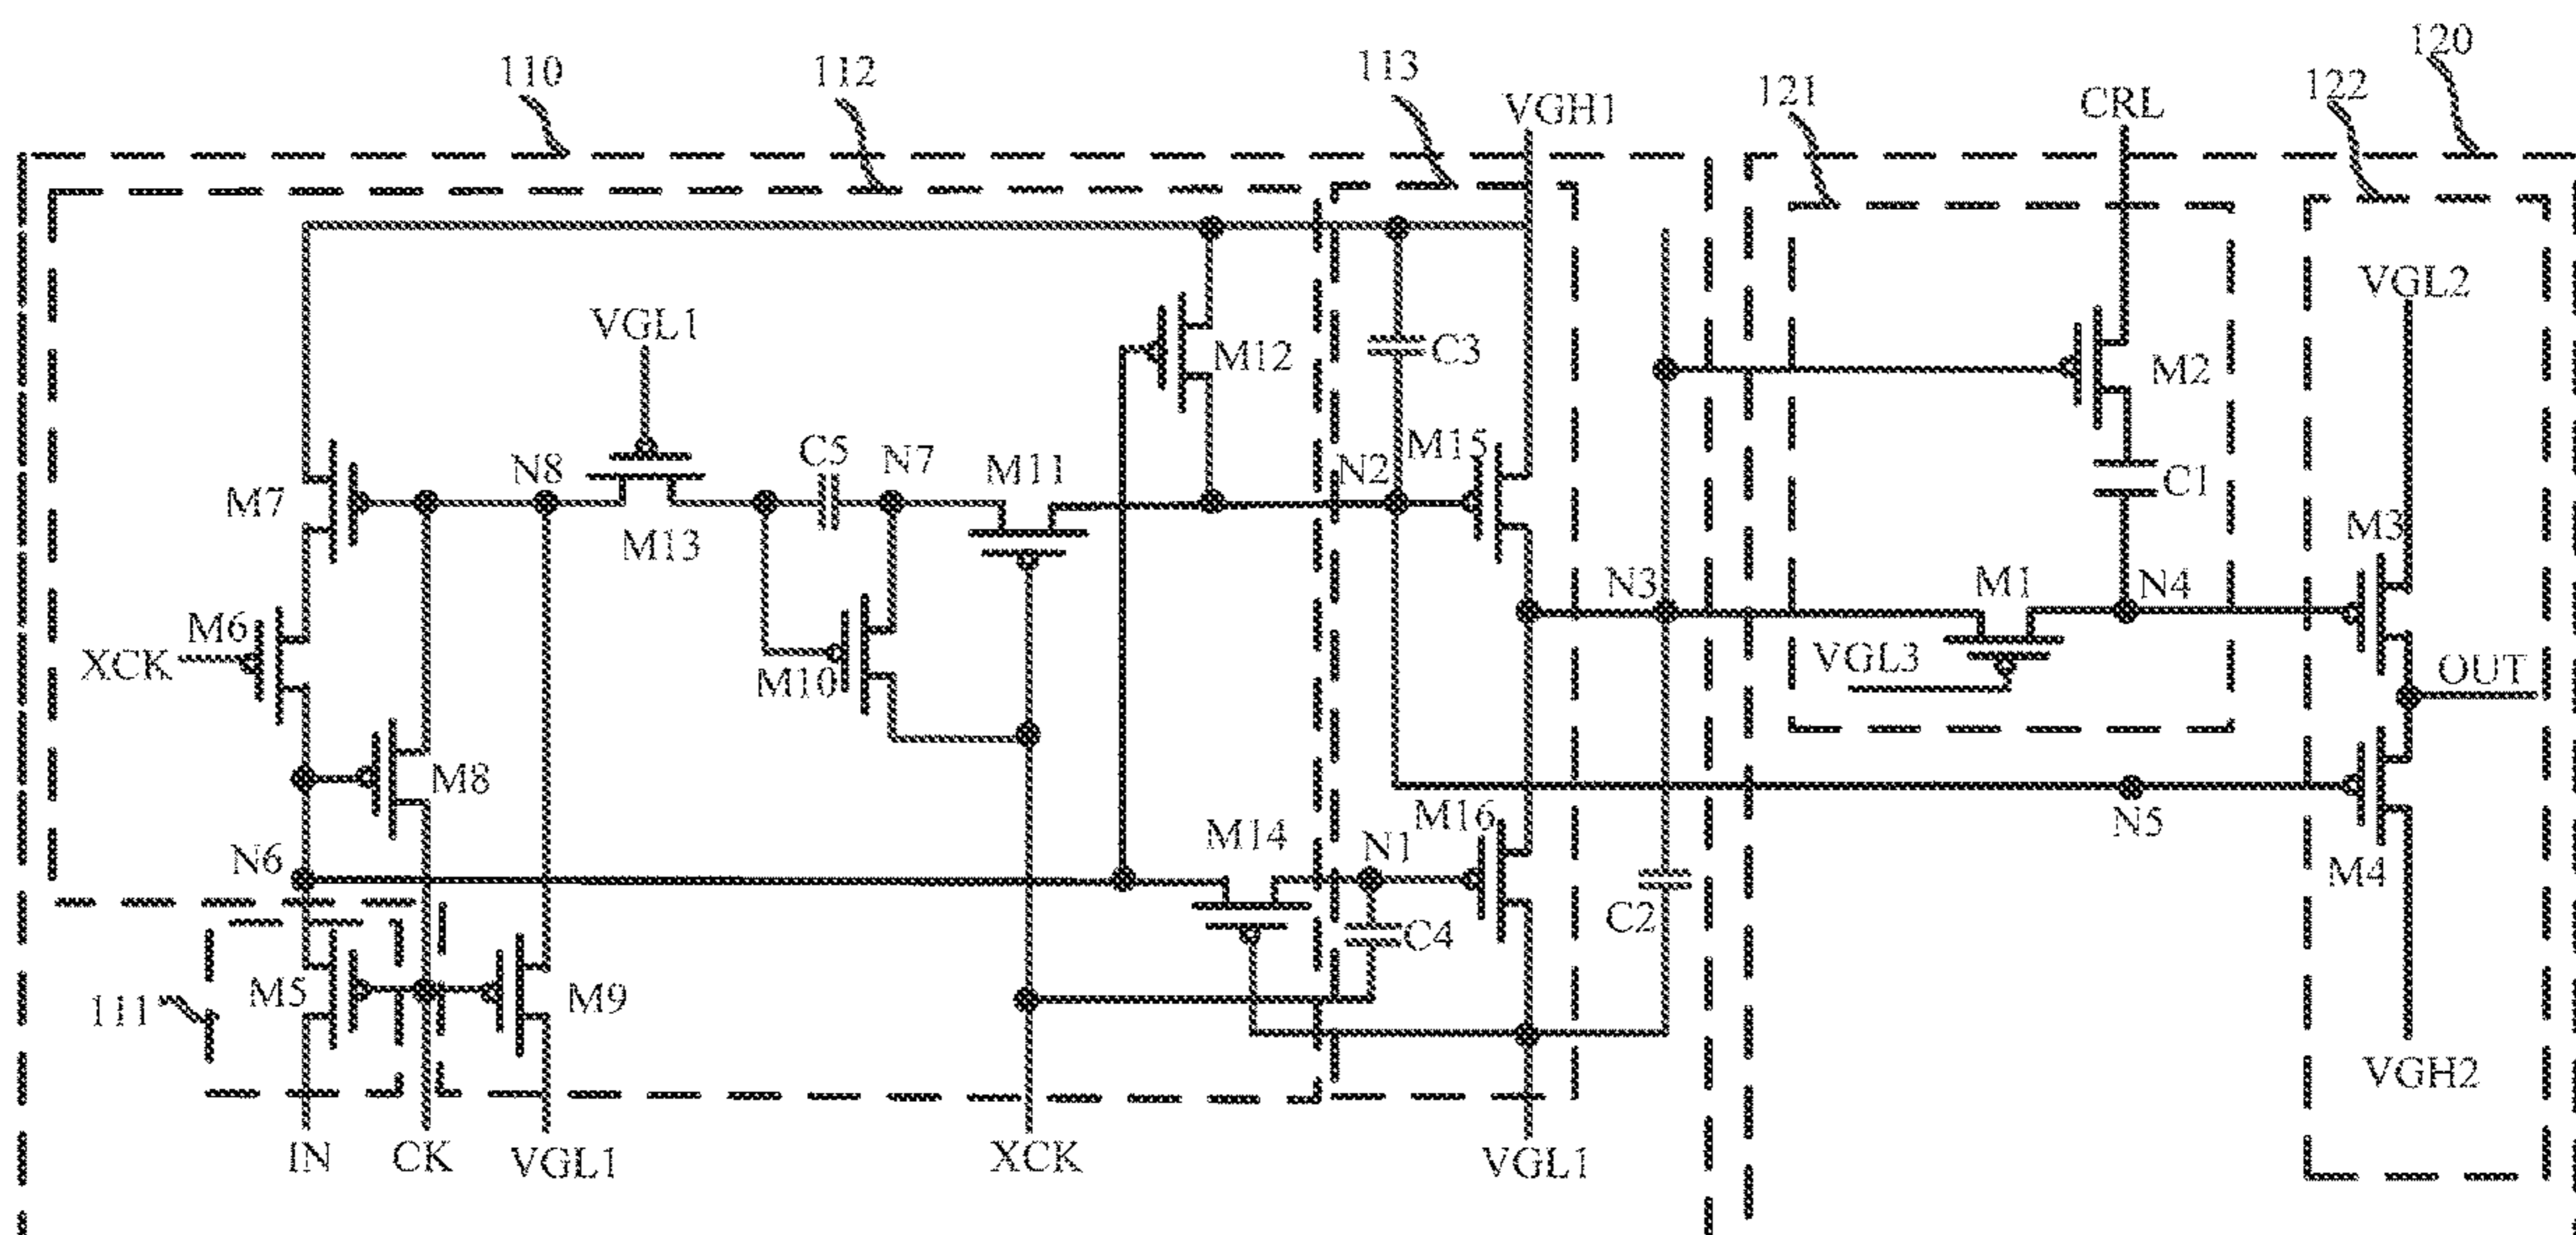 120
110
112
113
121
122
CRL
VGH1
VGL2
VGL1
M12
C3
M2
C5
N8
N7
M11
N2
M15
C1
M7
M13
M3
M6
XCK
M10
N3
M1
N4
VGL3
OUT
M8
M14
N1
M16
N5
N6
M4
C2
C4
M5
M9
111
VGH2
IN
CK
VGL1
XCK
VGL1